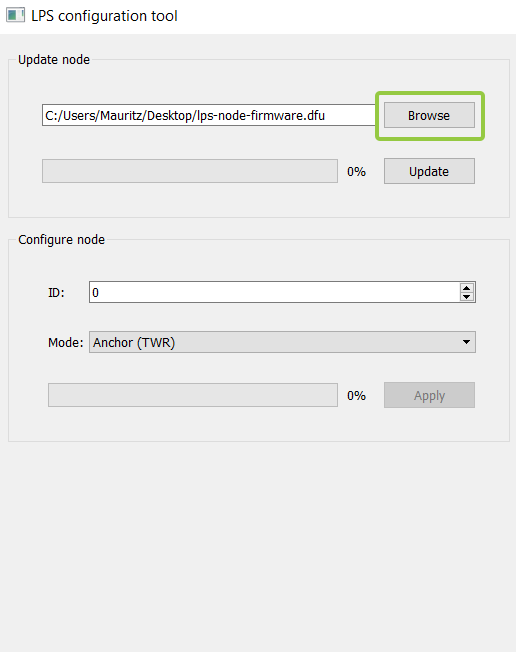 LPS configuration tool
Update node
C:/Users/Mauritz/Desktop/lps-node-firmware.dfu Browse
0% Update
Configure node
ID: 0
Mode: Anchor (TWR)
0% Apply